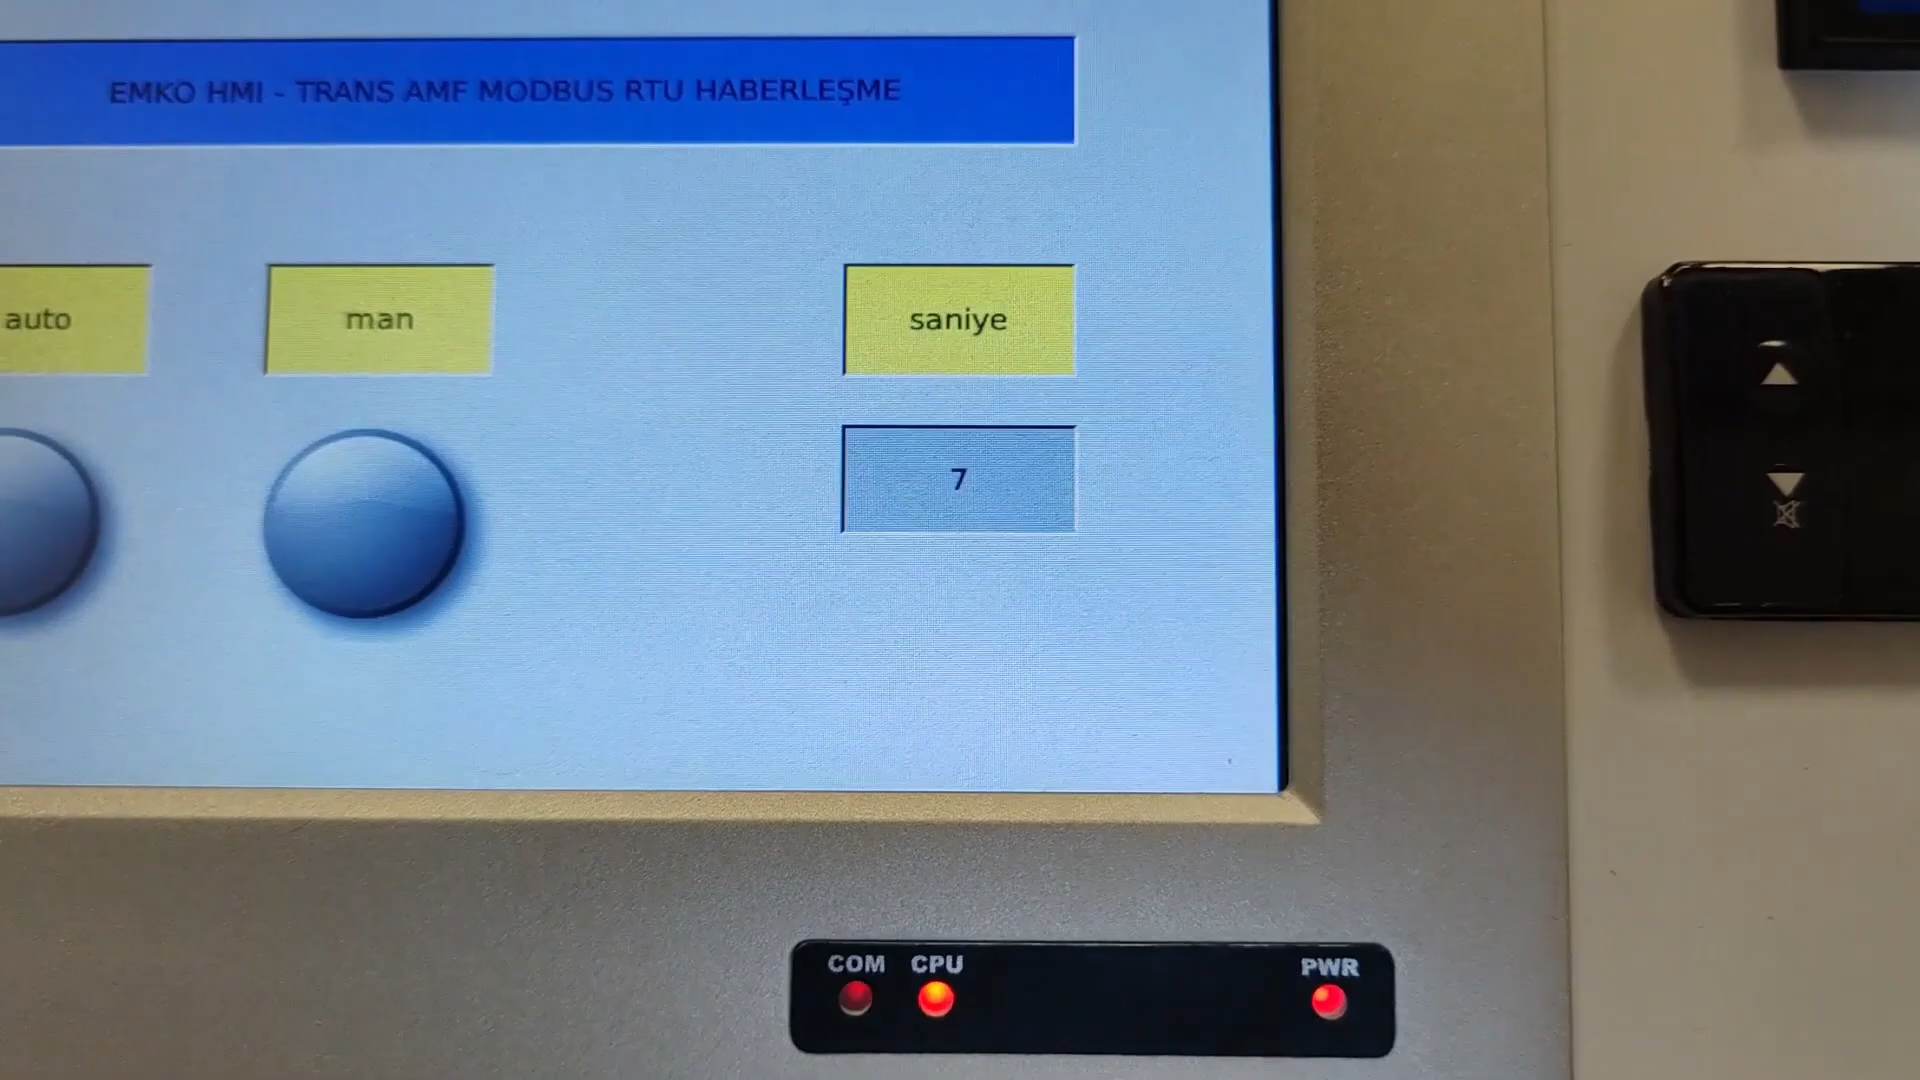 EMKO HMI - TRANS AMF MODBUS RTU HABERLEŞME
auto
man
saniye
7
COM
CPU
PWR